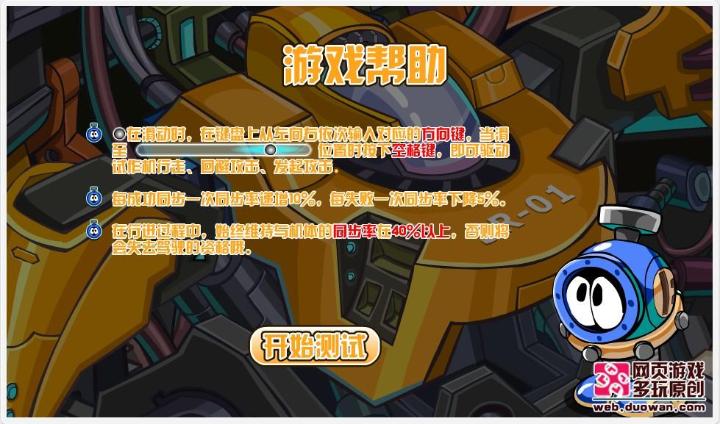 游戏帮助
在滑动时，在键盘上从左向右依次输入对应的方向键，当滑
至 位置时按下空格键，即可驱动
试作机行走、回避攻击、发起攻击．
每成功同步一次同步率递增10%，每失败一次同步率下降5%．
在行进过程中，始终维持与机体的同步率在40%以上，否则将
会失去驾驶的资格哦．
R-01
开始测试
网页游戏
多玩原创
web.duowan.com